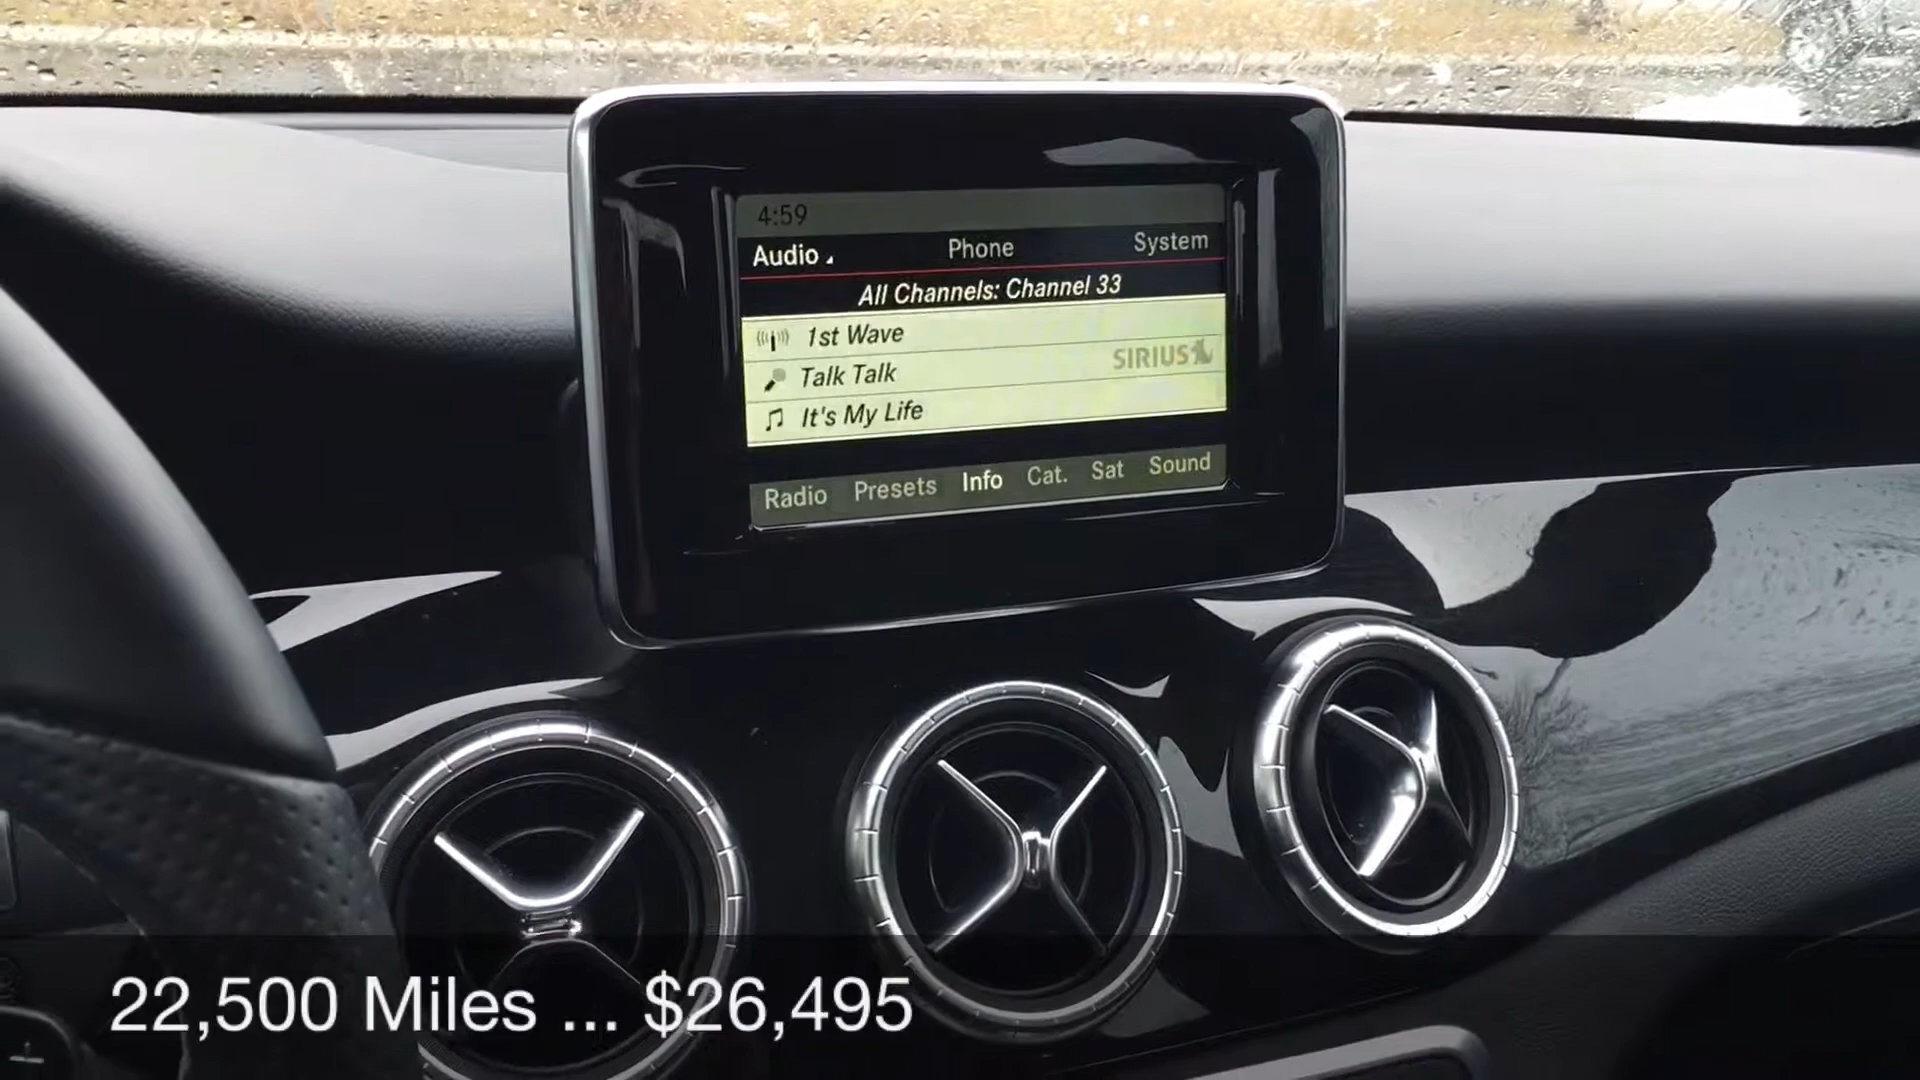 4:59
Audio Phone System
All Channels: Channel 33
1st Wave
SIRIUS
Talk Talk
It's My Life
Radio Presets Info Cat. Sat Sound
22,500 Miles ... $26,495
+